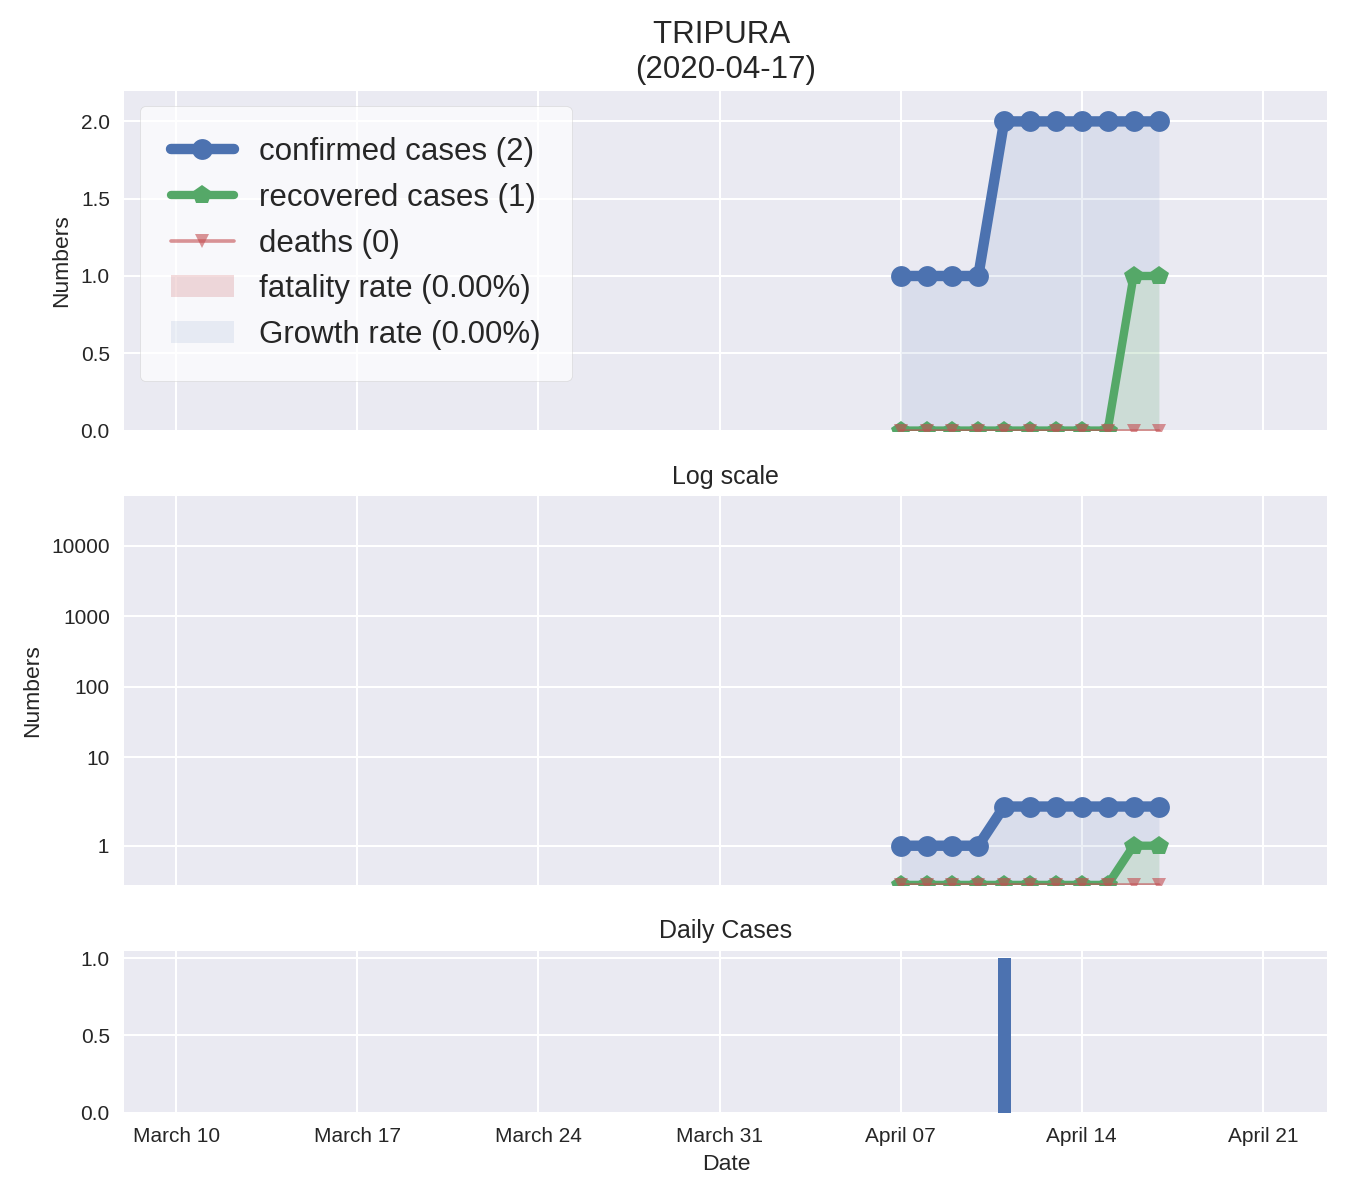 TRIPURA
(2020-04-17)
Numbers
2.0
1.5
1.0
0.5
0.0
confirmed cases (2)
recovered cases (1)
deaths (0)
fatality rate (0.00%)
Growth rate (0.00%)
Log scale
Numbers
10000
1000
100
10
1
Daily Cases
1.0
0.5
0.0
March 10
March 17
March 24
March 31
April 07
April 14
April 21
Date